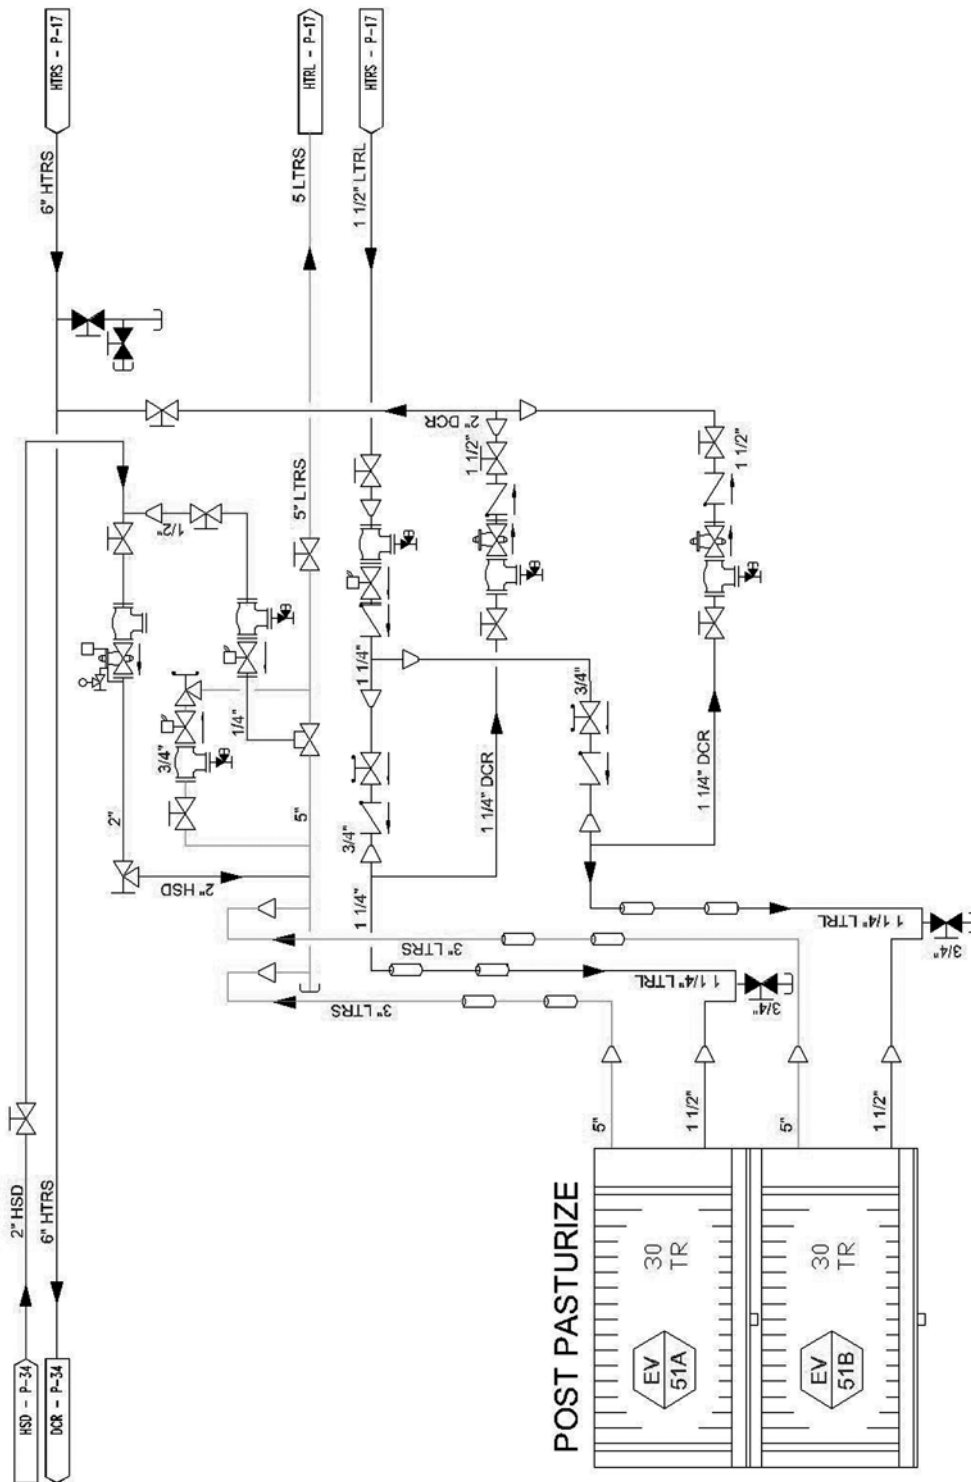 HTRS - P-17
HTRL - P-17
HTRS - P-17
6" HTRS
5 LTRS
1 1/2" LTRL
2" DCR
1 1/2"
1 1/2"
5" LTRS
1/2"
1 1/4"
3/4"
1/4"
3/4"
2"
5"
3/4"
1 1/4" DCR
1 1/4" DCR
2" HSD
1 1/4"
3" LTRS
1 1/4" LTRL
3/4"
3" LTRS
1 1/4" LTRL
3/4"
5"
1 1/2"
5"
1 1/2"
2" HSD
6" HTRS
HSD - P-34
DCR - P-34
POST PASTURIZE
30
TR
EV
51A
30
TR
EV
51B